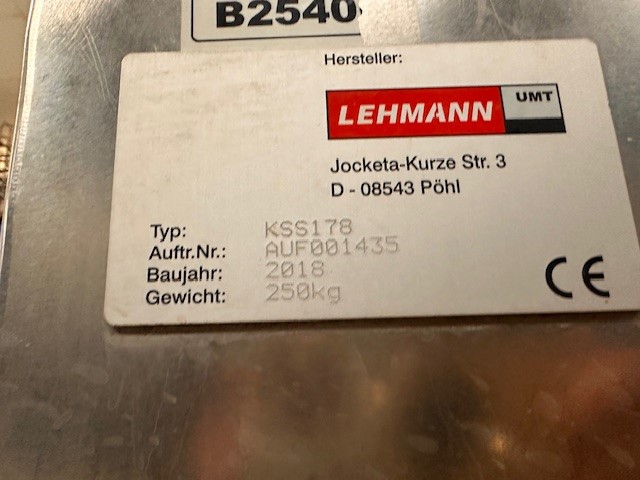 B2540
Hersteller:
LEHMANN UMT
Jocketa-Kurze Str. 3
D - 08543 Pöhl
Typ: KSS178
Auftr.Nr.: AUF001435
Baujahr: 2018
Gewicht: 250kg
CE